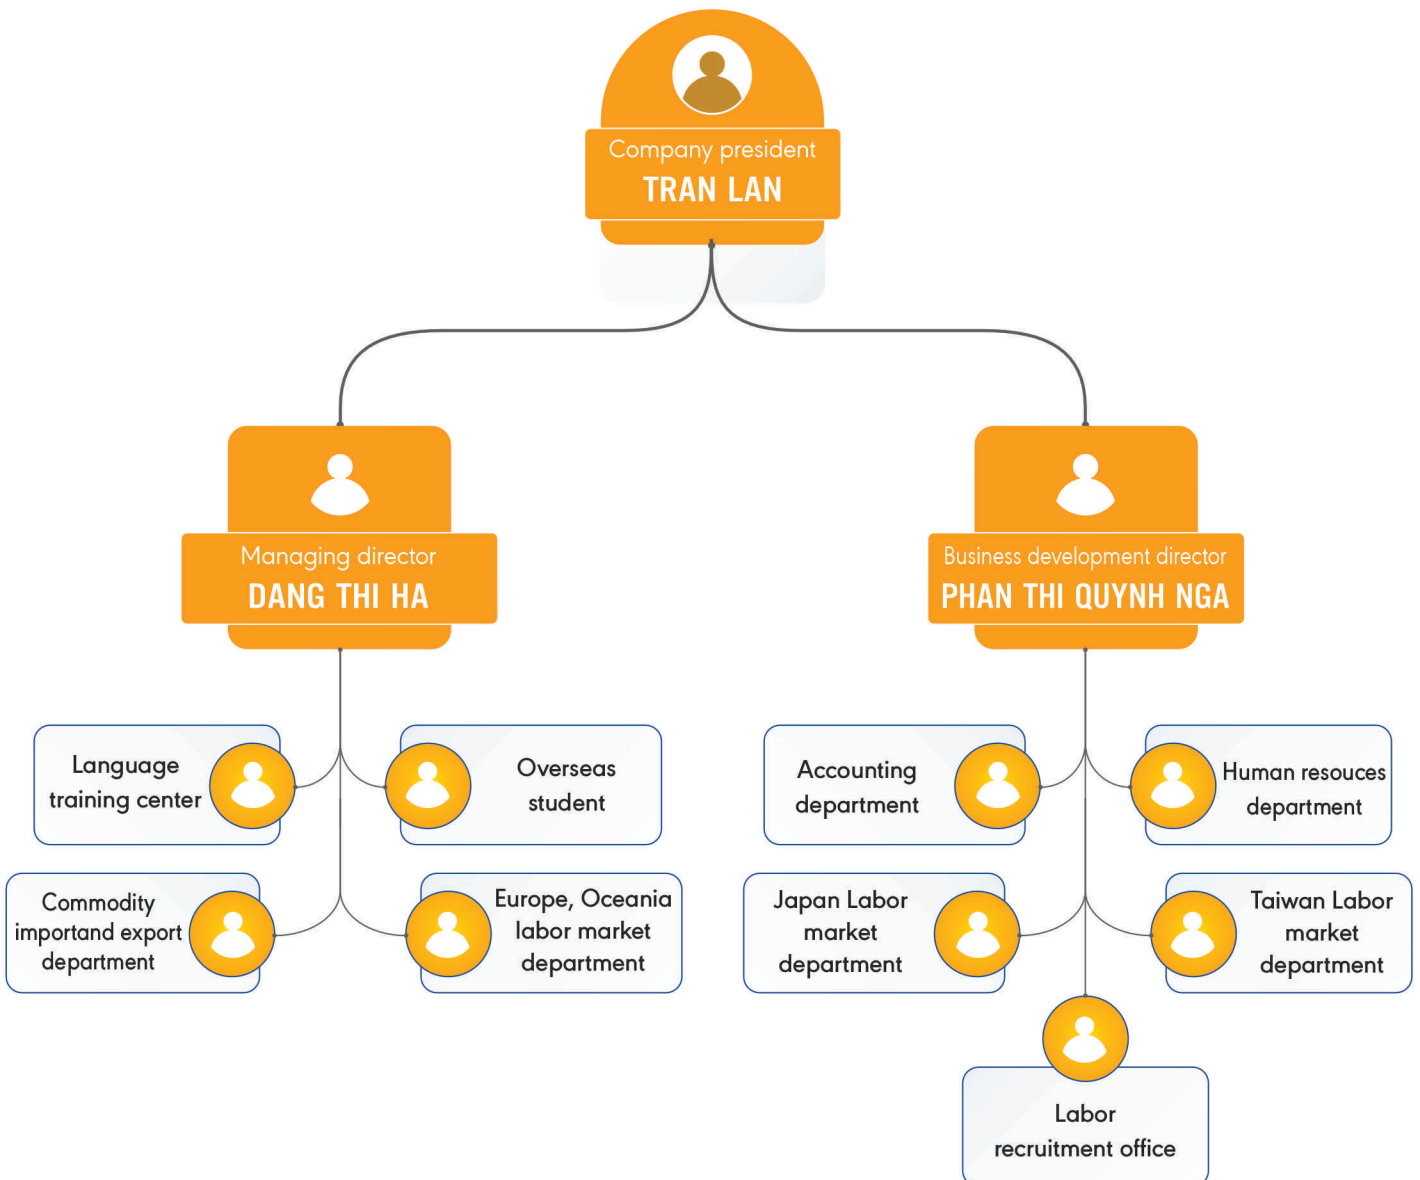 Company president
TRAN LAN
Managing director
DANG THI HA
Business development director
PHAN THI QUYNH NGA
Language
training center
Overseas
student
Accounting
department
Human resouces
department
Commodity
importand export
department
Europe, Oceania
labor market
department
Japan Labor
market
department
Taiwan Labor
market
department
Labor
recruitment office